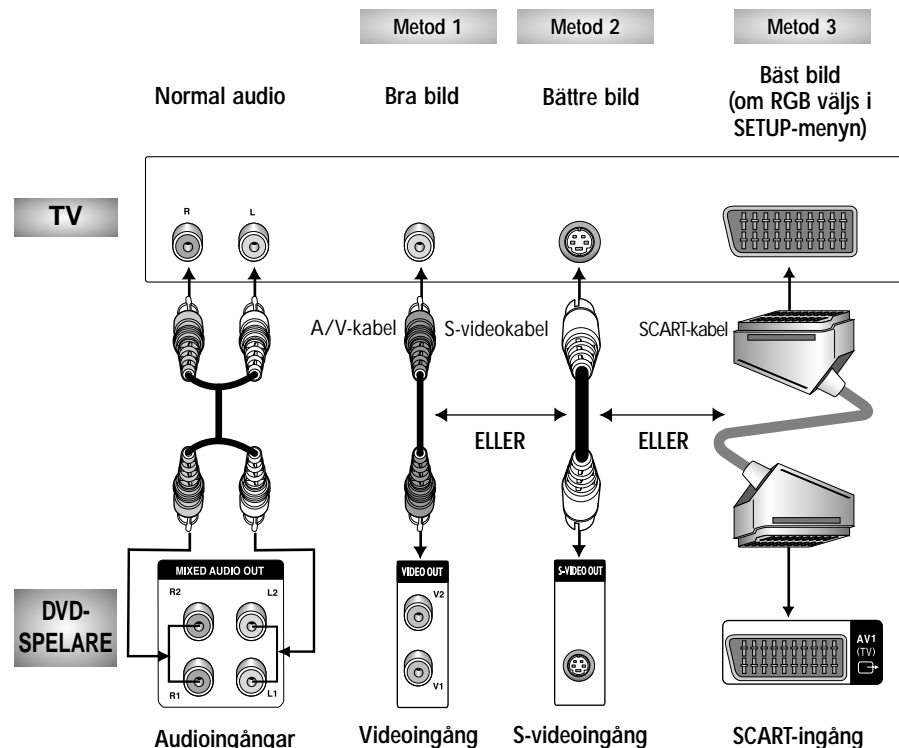 Metod 1
Metod 2
Metod 3
Normal audio
Bra bild
Bättre bild
Bäst bild
(om RGB väljs i
SETUP-menyn)
TV
R
L
A/V-kabel
S-videokabel
SCART-kabel
ELLER
ELLER
DVD-
SPELARE
MIXED AUDIO OUT
R2
L2
R1
L1
VIDEO OUT
V2
V1
S-VIDEO OUT
AV1
(TV)
Audioingångar
Videoingång
S-videoingång
SCART-ingång